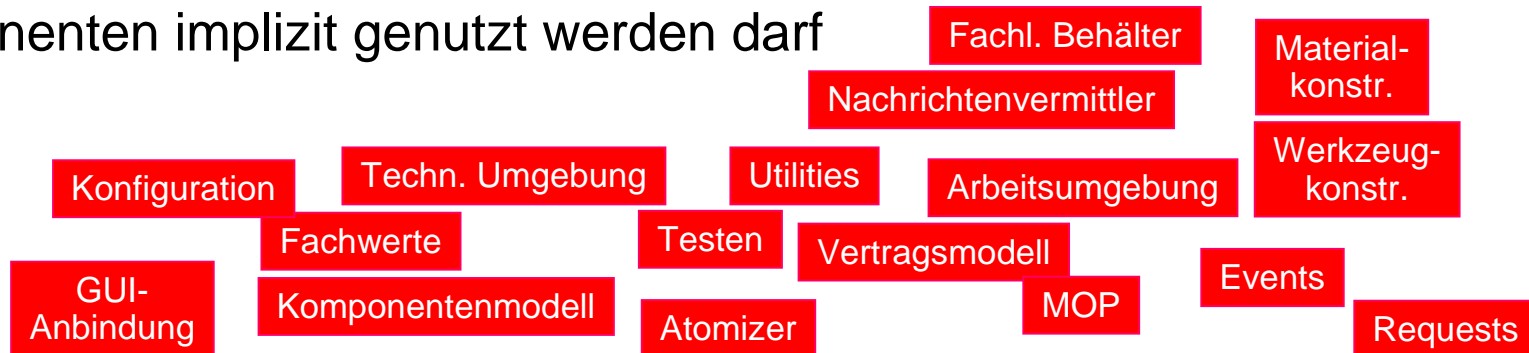 nenten implizit genutzt werden darf
Fachl. Behälter
Material-
konstr.
Nachrichtenvermittler
Werkzeug-
konstr.
Konfiguration
Techn. Umgebung
Utilities
Arbeitsumgebung
Fachwerte
Testen
Vertragsmodell
Events
GUI-
Anbindung
Komponentenmodell
Atomizer
MOP
Requests